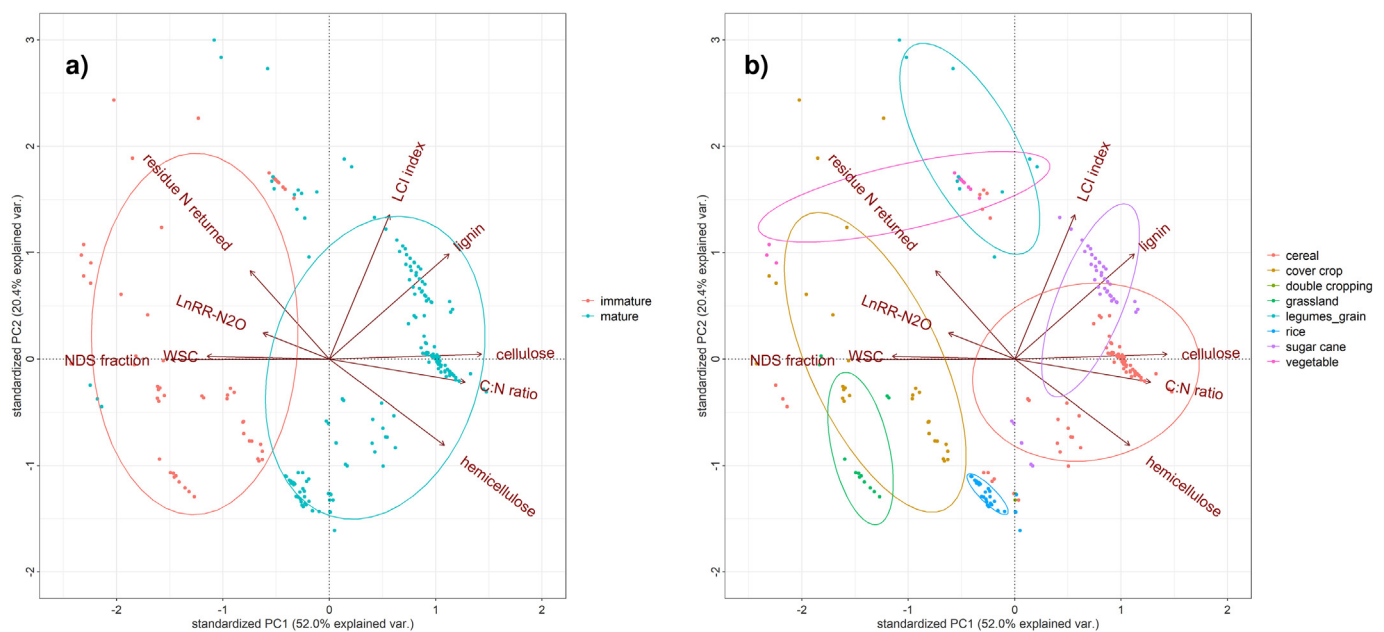 a)
3
2
1
0
-1
-2
standardized PC2 (20.4% explained var.)
residue N returned
LCI index
lignin
LnRR-N2O
NDS fraction
WSC
cellulose
C:N ratio
hemicellulose
-2
-1
0
1
2
standardized PC1 (52.0% explained var.)
immature
mature
b)
3
2
1
0
-1
-2
standardized PC2 (20.4% explained var.)
residue N returned
LCI index
lignin
LnRR-N2O
NDS fraction
WSC
cellulose
C:N ratio
hemicellulose
-2
-1
0
1
2
standardized PC1 (52.0% explained var.)
cereal
cover crop
double cropping
grassland
legumes_grain
rice
sugar cane
vegetable